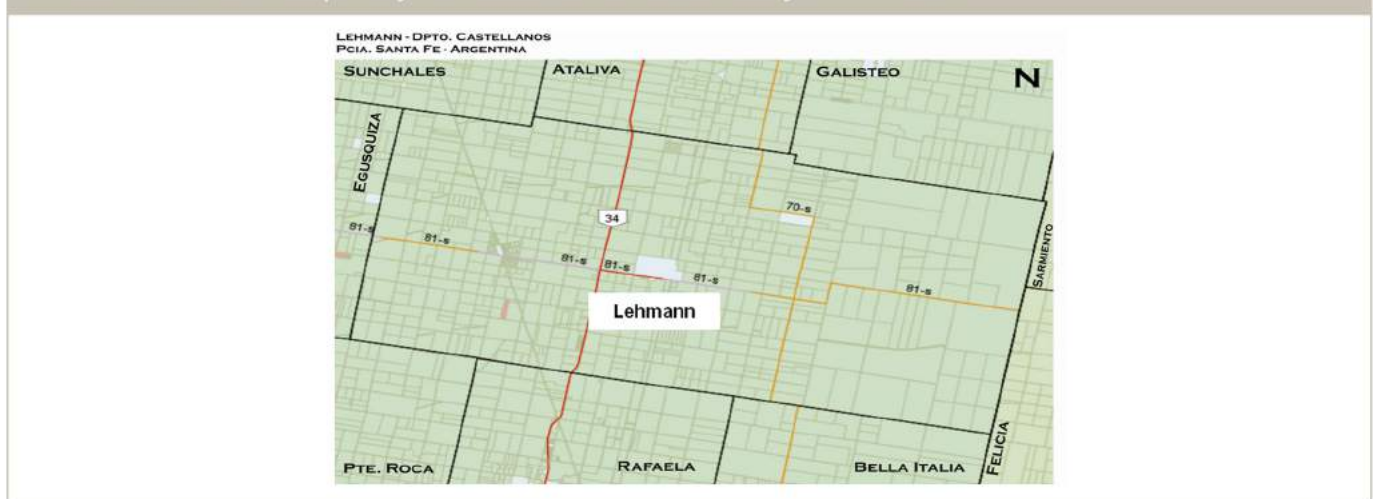 LEHMANN - DPTO. CASTELLANOS
PCIA. SANTA FE - ARGENTINA
SUNCHALES
ATALIVA
GALISTEO
N
EGUSQUIZA
34
70-s
81-s
81-s
81-s
81-s
81-s
81-s
SARMIENTO
Lehmann
PTE. ROCA
RAFAELA
BELLA ITALIA
FELICIA